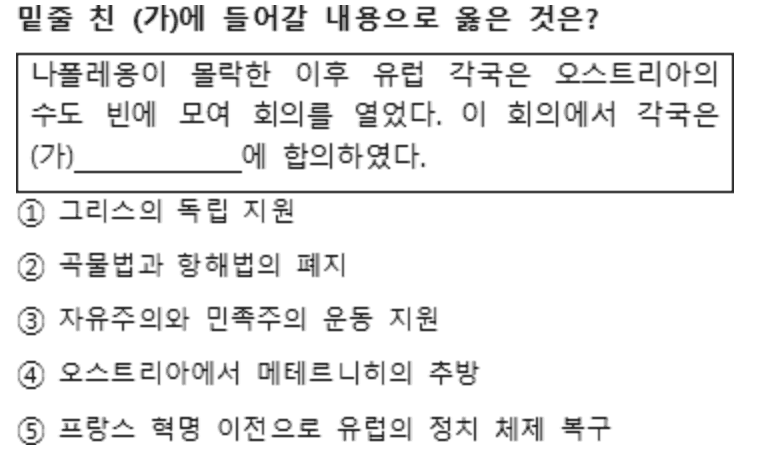 밑줄 친 (가)에 들어갈 내용으로 옳은 것은?
나폴레옹이 몰락한 이후 유럽 각국은 오스트리아의
수도 빈에 모여 회의를 열었다. 이 회의에서 각국은
(가)____________에 합의하였다.
① 그리스의 독립 지원
② 곡물법과 항해법의 폐지
③ 자유주의와 민족주의 운동 지원
④ 오스트리아에서 메테르니히의 추방
⑤ 프랑스 혁명 이전으로 유럽의 정치 체제 복구